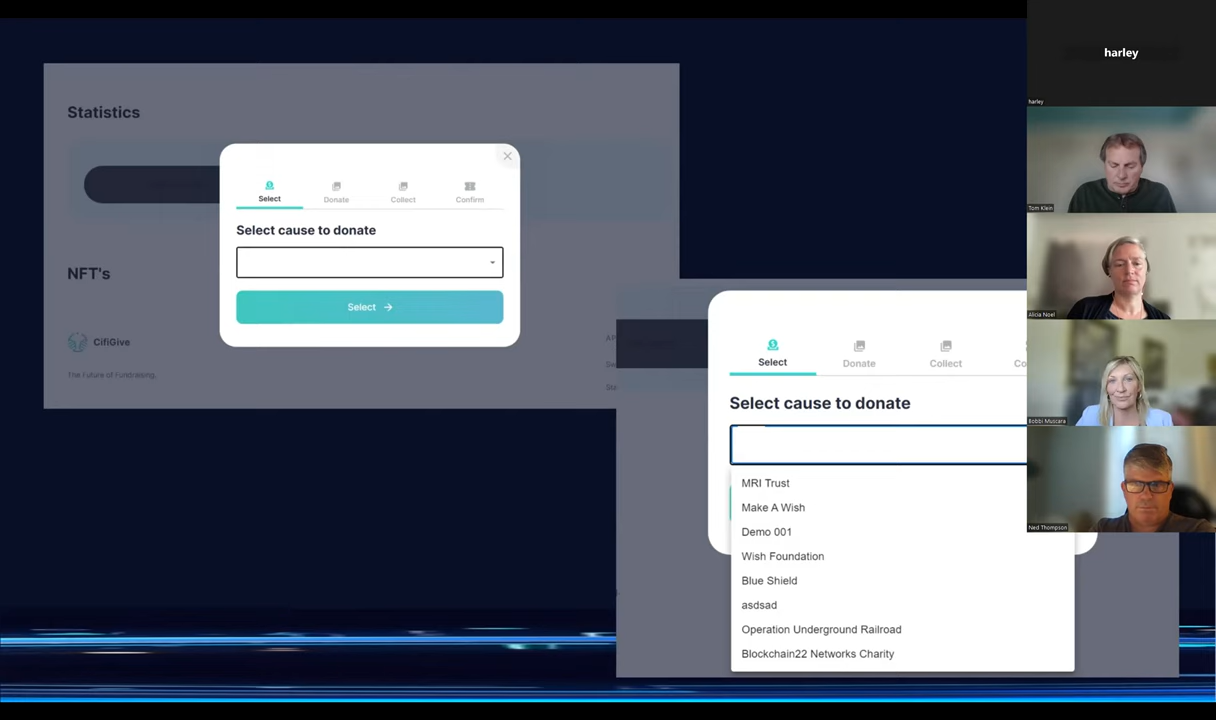 Statistics
Select
Donate
Collect
Confirm
Select cause to donate
Select →
NFT's
CifiGive
The Future of Fundraising.
Select
Donate
Collect
Co
Select cause to donate
MRI Trust
Make A Wish
Demo 001
Wish Foundation
Blue Shield
asdsad
Operation Underground Railroad
Blockchain22 Networks Charity
harley
harley
Tom Klein
Alicia Noel
Bobbi Muscara
Ned Thompson